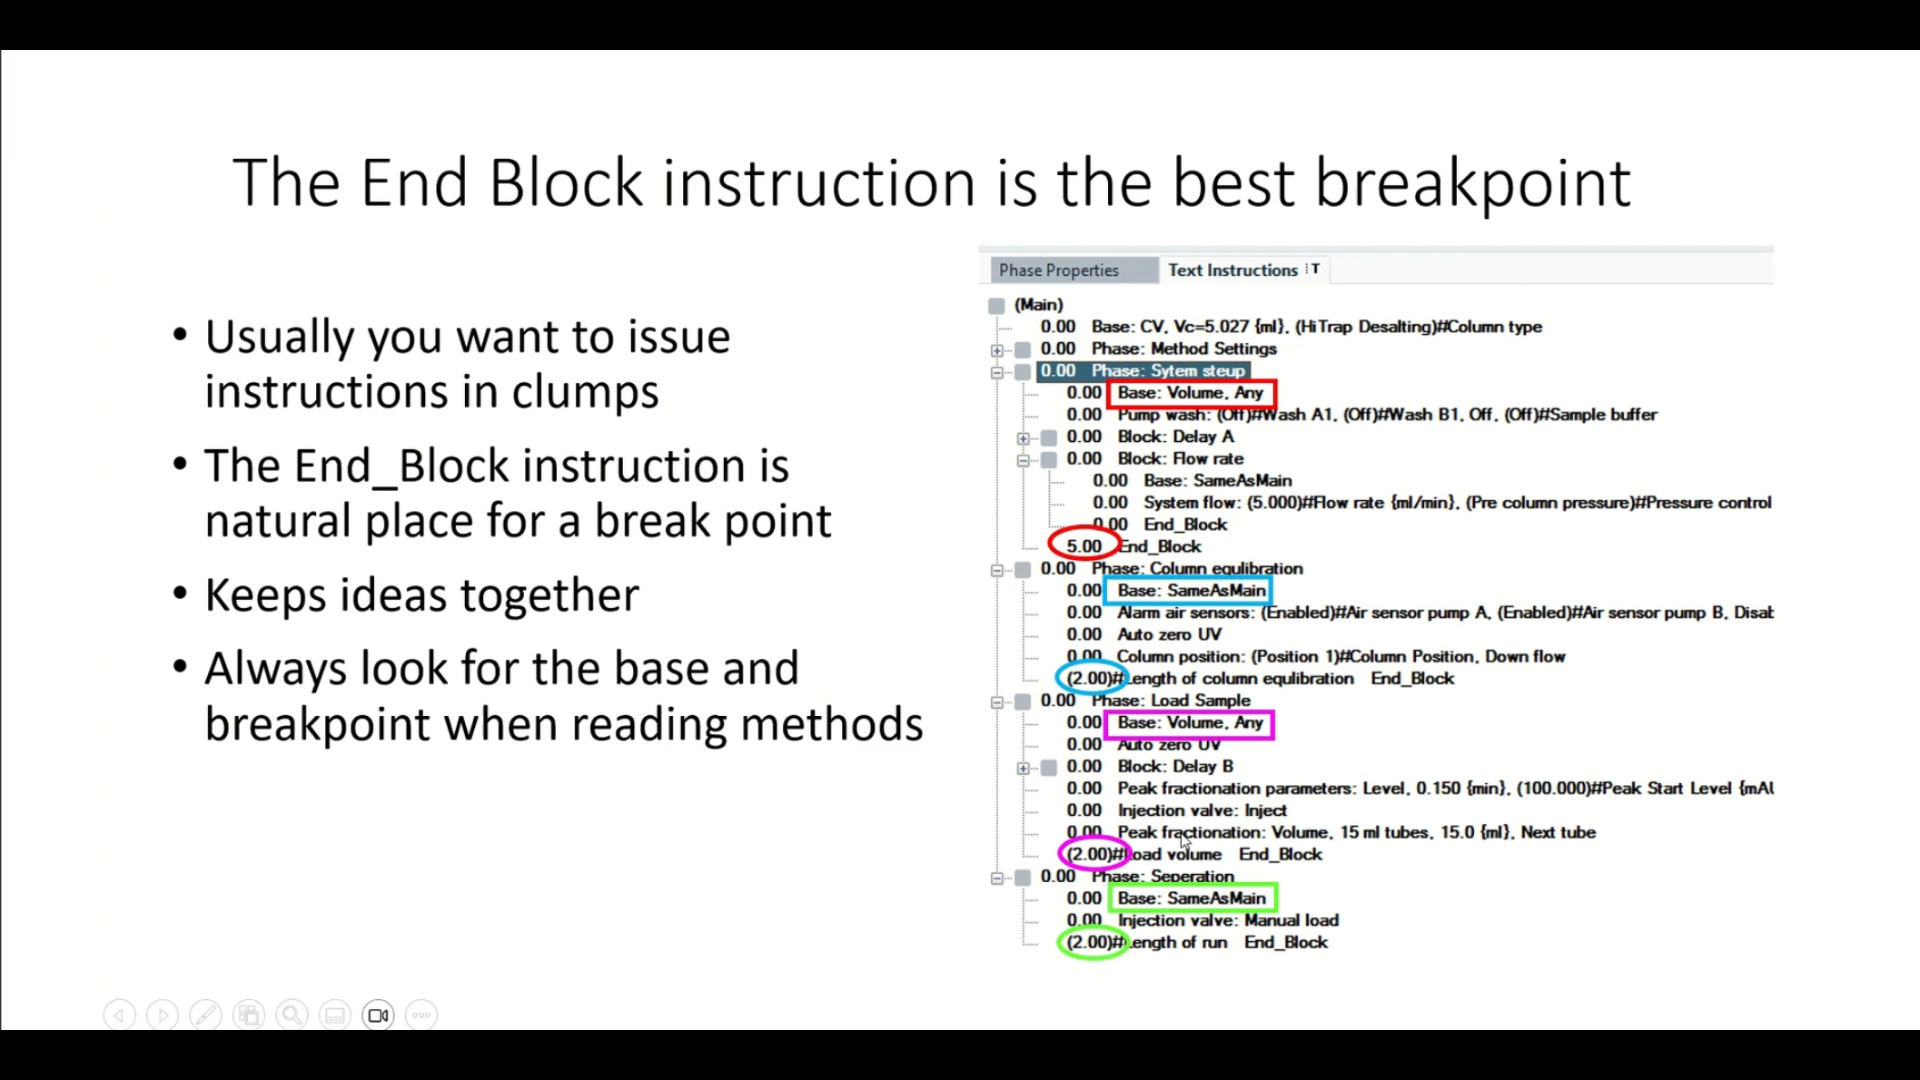 The End Block instruction is the best breakpoint
• Usually you want to issue
instructions in clumps
• The End_Block instruction is
natural place for a break point
• Keeps ideas together
• Always look for the base and
breakpoint when reading methods
Phase Properties Text Instructions
(Main)
0.00 Base: CV, Vc=5.027 {ml}, (HiTrap Desalting)#Column type
0.00 Phase: Method Settings
0.00 Phase: Sytem steup
0.00 Base: Volume, Any
0.00 Pump wash: (Off)#Wash A1, (Off)#Wash B1, Off, (Off)#Sample buffer
0.00 Block: Delay A
0.00 Block: Flow rate
0.00 Base: SameAsMain
0.00 System flow: (5.000)#Flow rate {ml/min}, (Pre column pressure)#Pressure control
0.00 End_Block
5.00 End_Block
0.00 Phase: Column equlibration
0.00 Base: SameAsMain
0.00 Alarm air sensors: (Enabled)#Air sensor pump A, (Enabled)#Air sensor pump B, Disab
0.00 Auto zero UV
0.00 Column position: (Position 1)#Column Position, Down flow
(2.00)#Length of column equlibration End_Block
0.00 Phase: Load Sample
0.00 Base: Volume, Any
0.00 Auto zero UV
0.00 Block: Delay B
0.00 Peak fractionation parameters: Level, 0.150 {min}, (100.000)#Peak Start Level {mAU
0.00 Injection valve: Inject
0.00 Peak fractionation: Volume, 15 ml tubes, 15.0 {ml}, Next tube
(2.00)#Load volume End_Block
0.00 Phase: Seperation
0.00 Base: SameAsMain
0.00 Injection valve: Manual load
(2.00)#Length of run End_Block